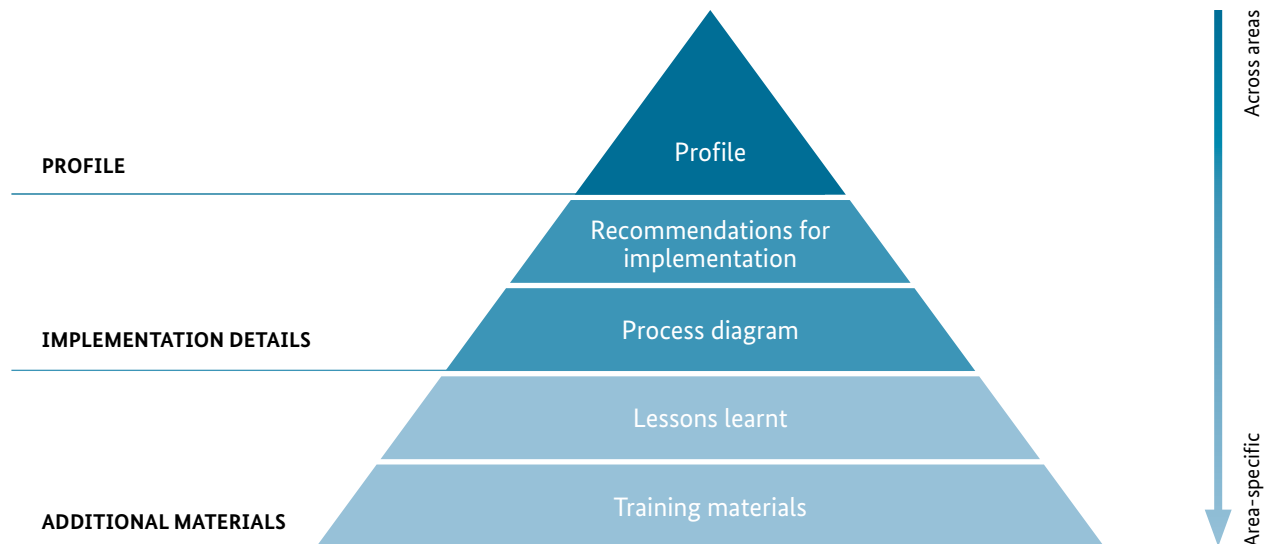 Across areas
Profile
PROFILE
Recommendations for
implementation
Process diagram
IMPLEMENTATION DETAILS
Lessons learnt
Training materials
ADDITIONAL MATERIALS
Area-specific